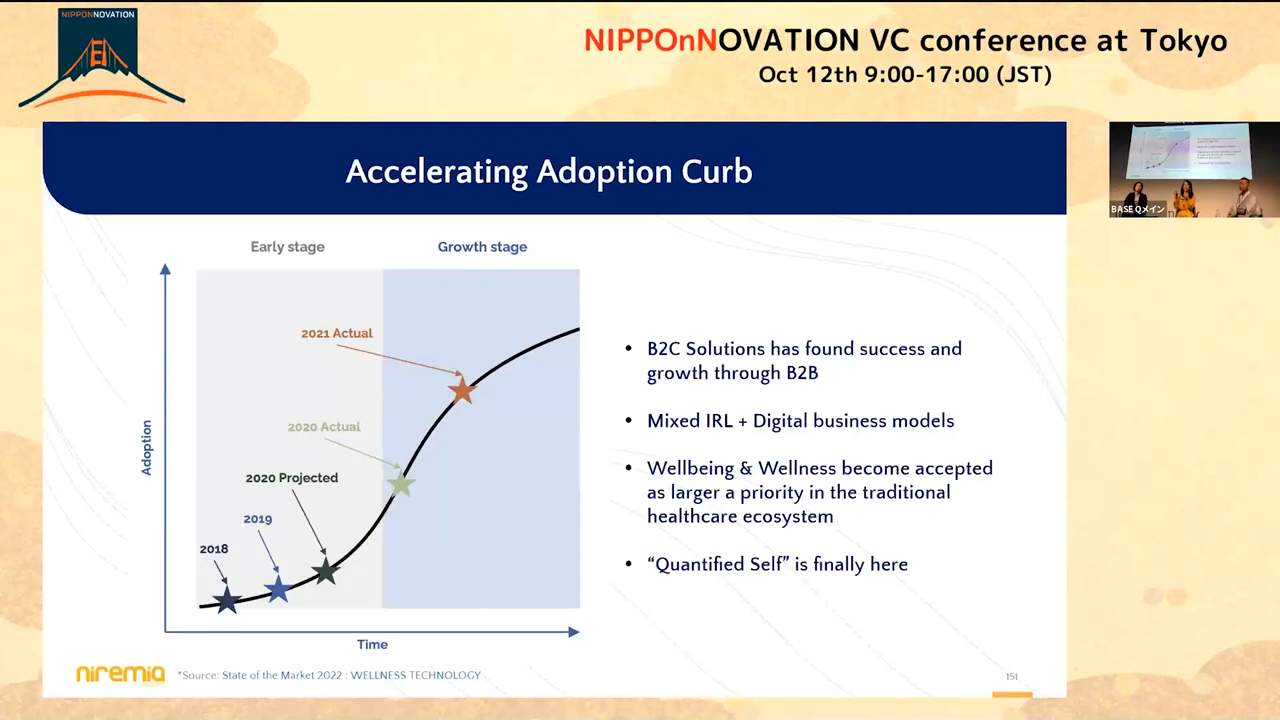 NIPPONNOVATION
NIPPOnNOVATION VC conference at Tokyo
Oct 12th 9:00-17:00 (JST)
Accelerating Adoption Curb
Early stage
Growth stage
2021 Actual
2020 Actual
2020 Projected
2019
2018
Adoption
Time
• B2C Solutions has found success and
growth through B2B
• Mixed IRL + Digital business models
• Wellbeing & Wellness become accepted
as larger a priority in the traditional
healthcare ecosystem
• “Quantified Self” is finally here
niremia
*Source: State of the Market 2022 : WELLNESS TECHNOLOGY
151
BASE Qメイン